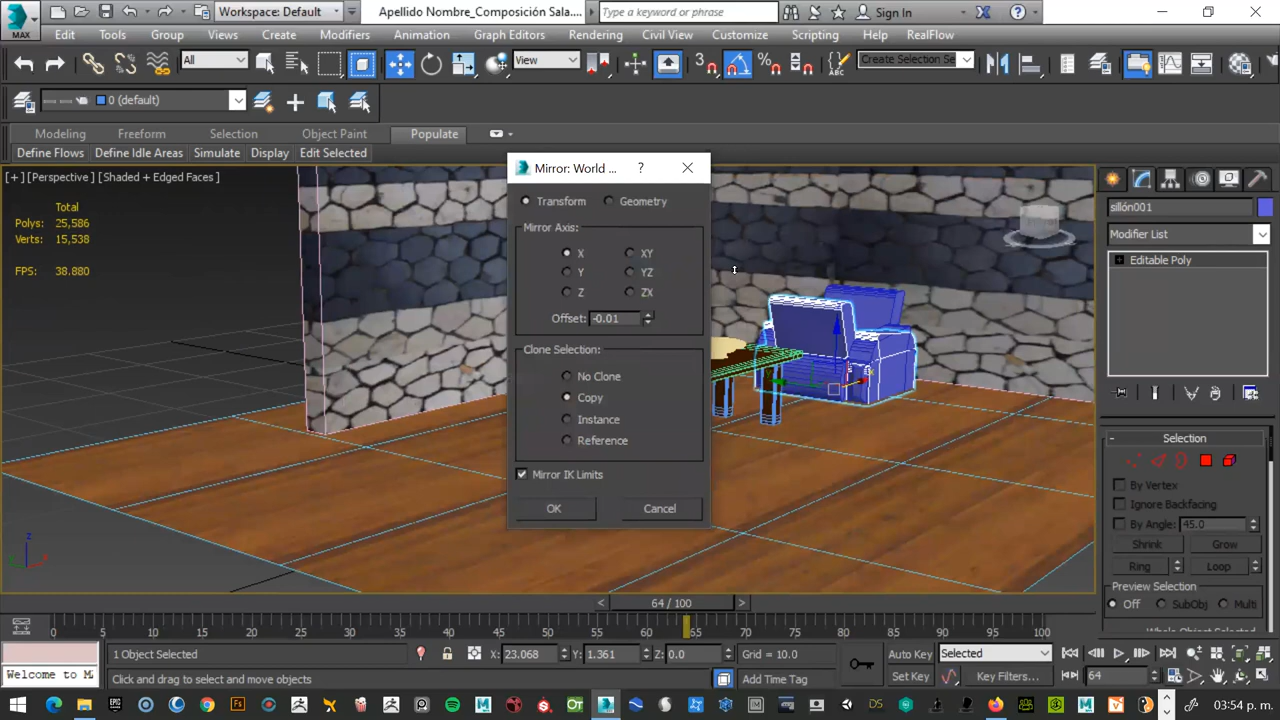 MAX
Workspace: Default
Apellido Nombre_Composición Sala....
Type a keyword or phrase
Sign In
Edit Tools Group Views Create Modifiers Animation Graph Editors Rendering Civil View Customize Scripting Help RealFlow
All
View
3
Create Selection Se
ABC
0 (default)
Modeling Freeform Selection Object Paint Populate
Define Flows Define Idle Areas Simulate Display Edit Selected
[+] [Perspective ] [Shaded + Edged Faces ]
Total
Polys: 25,586
Verts: 15,538
FPS: 38.880
Mirror: World ... ?
Transform Geometry
Mirror Axis:
X XY
Y YZ
Z ZX
Offset: -0.01
Clone Selection:
No Clone
Copy
Instance
Reference
Mirror IK Limits
OK Cancel
sillón001
Modifier List
Editable Poly
- Selection
By Vertex
Ignore Backfacing
By Angle: 45.0
Shrink Grow
Ring Loop
Preview Selection
Off SubObj Multi
z
< 64 / 100 >
0 5 10 15 20 25 30 35 40 45 50 55 60 65 70 75 80 85 90 95 100
1 Object Selected X: 23.068 Y: 1.361 Z: 0.0 Grid = 10.0 Auto Key Selected
Welcome to M
Click and drag to select and move objects Add Time Tag Set Key Key Filters... 64
03:54 p. m.